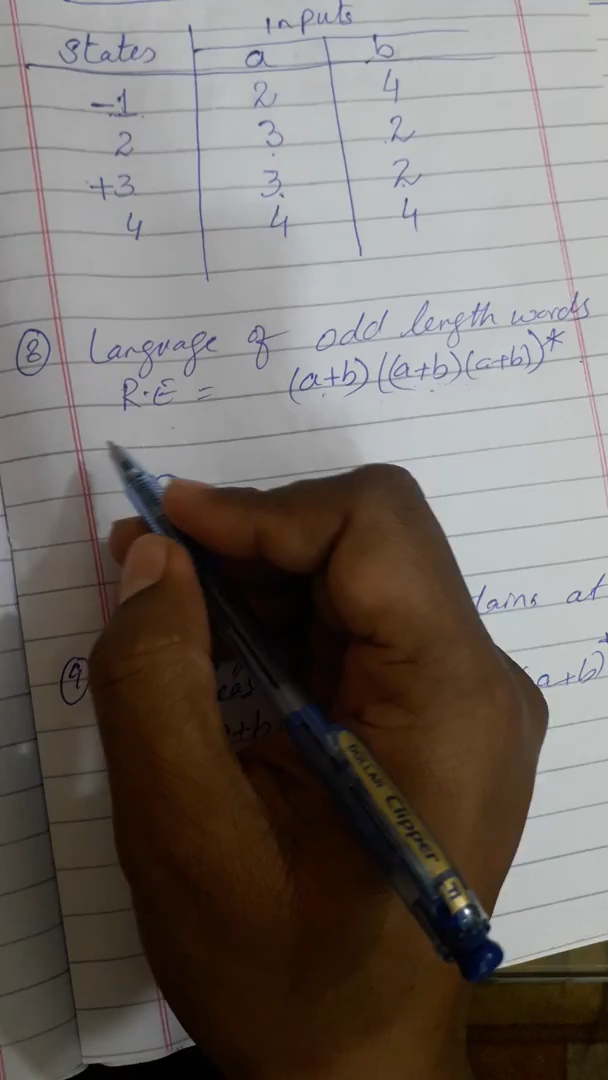 inputs
States a b
-1 2 4
2 3 2
+3 3 2
4 4 4
8 Language of odd length words
R.E = (a+b)((a+b)(a+b))*
tains at
9 a+b)*
+b
DOLLAR Clipper